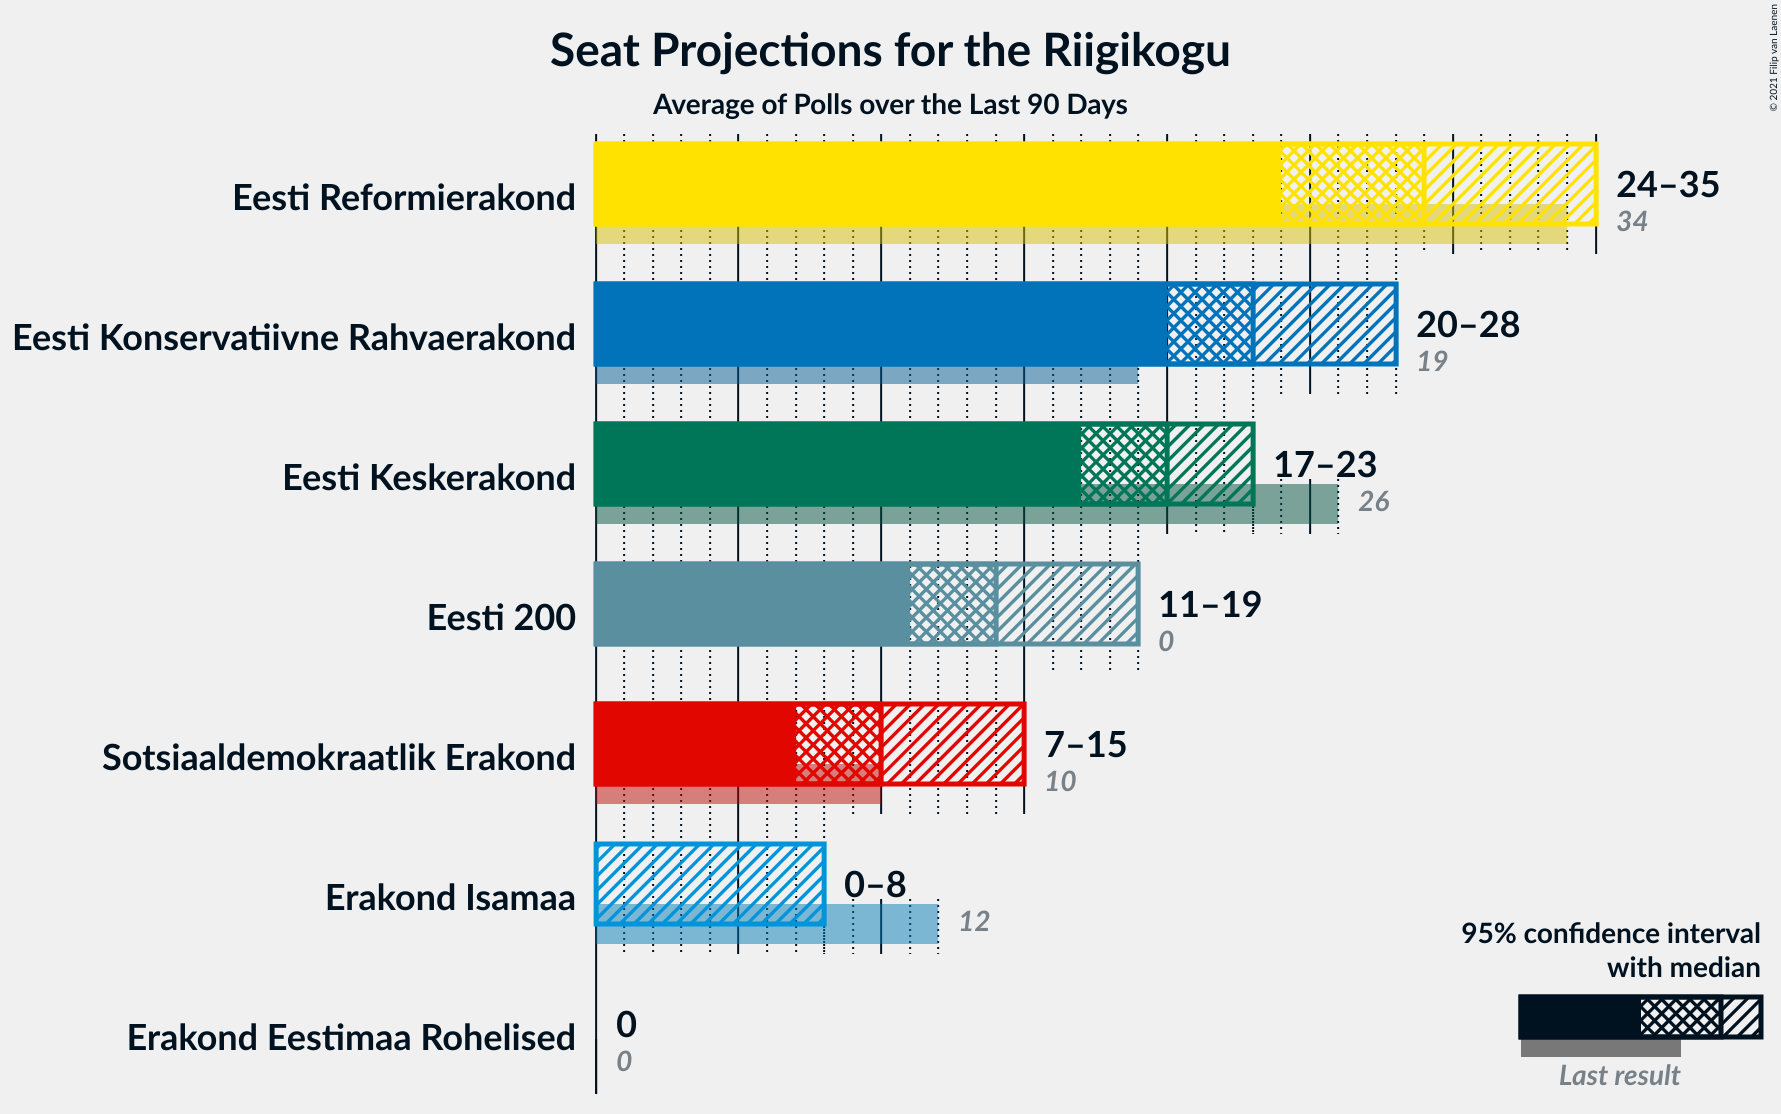 Seat Projections for the Riigikogu
Average of Polls over the Last 90 Days
© 2021 Filip van Laenen
Eesti Reformierakond
24–35
34
Eesti Konservatiivne Rahvaerakond
20–28
19
Eesti Keskerakond
17–23
26
Eesti 200
11–19
0
Sotsiaaldemokraatlik Erakond
7–15
10
Erakond Isamaa
0–8
12
Erakond Eestimaa Rohelised
0
0
95% confidence interval
with median
Last result